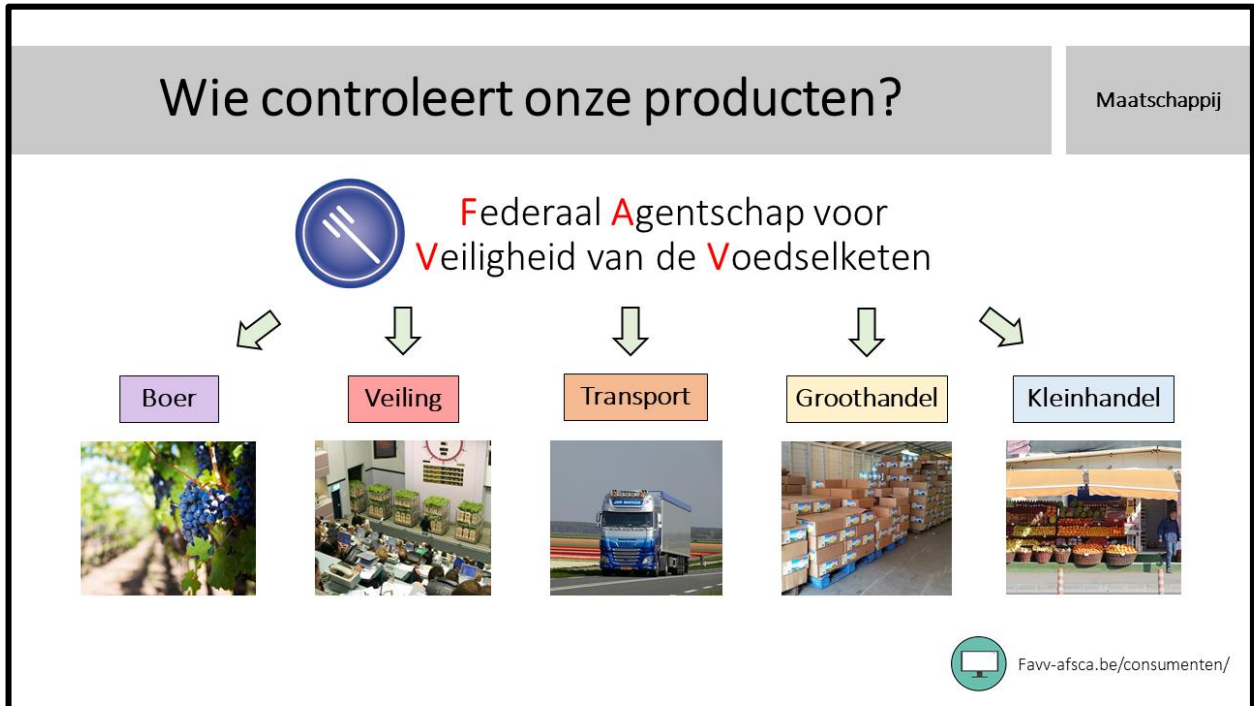 Wie controleert onze producten?
Maatschappij
Federaal Agentschap voor
Veiligheid van de Voedselketen
Boer
Veiling
Transport
Groothandel
Kleinhandel
Favv-afsca.be/consumenten/